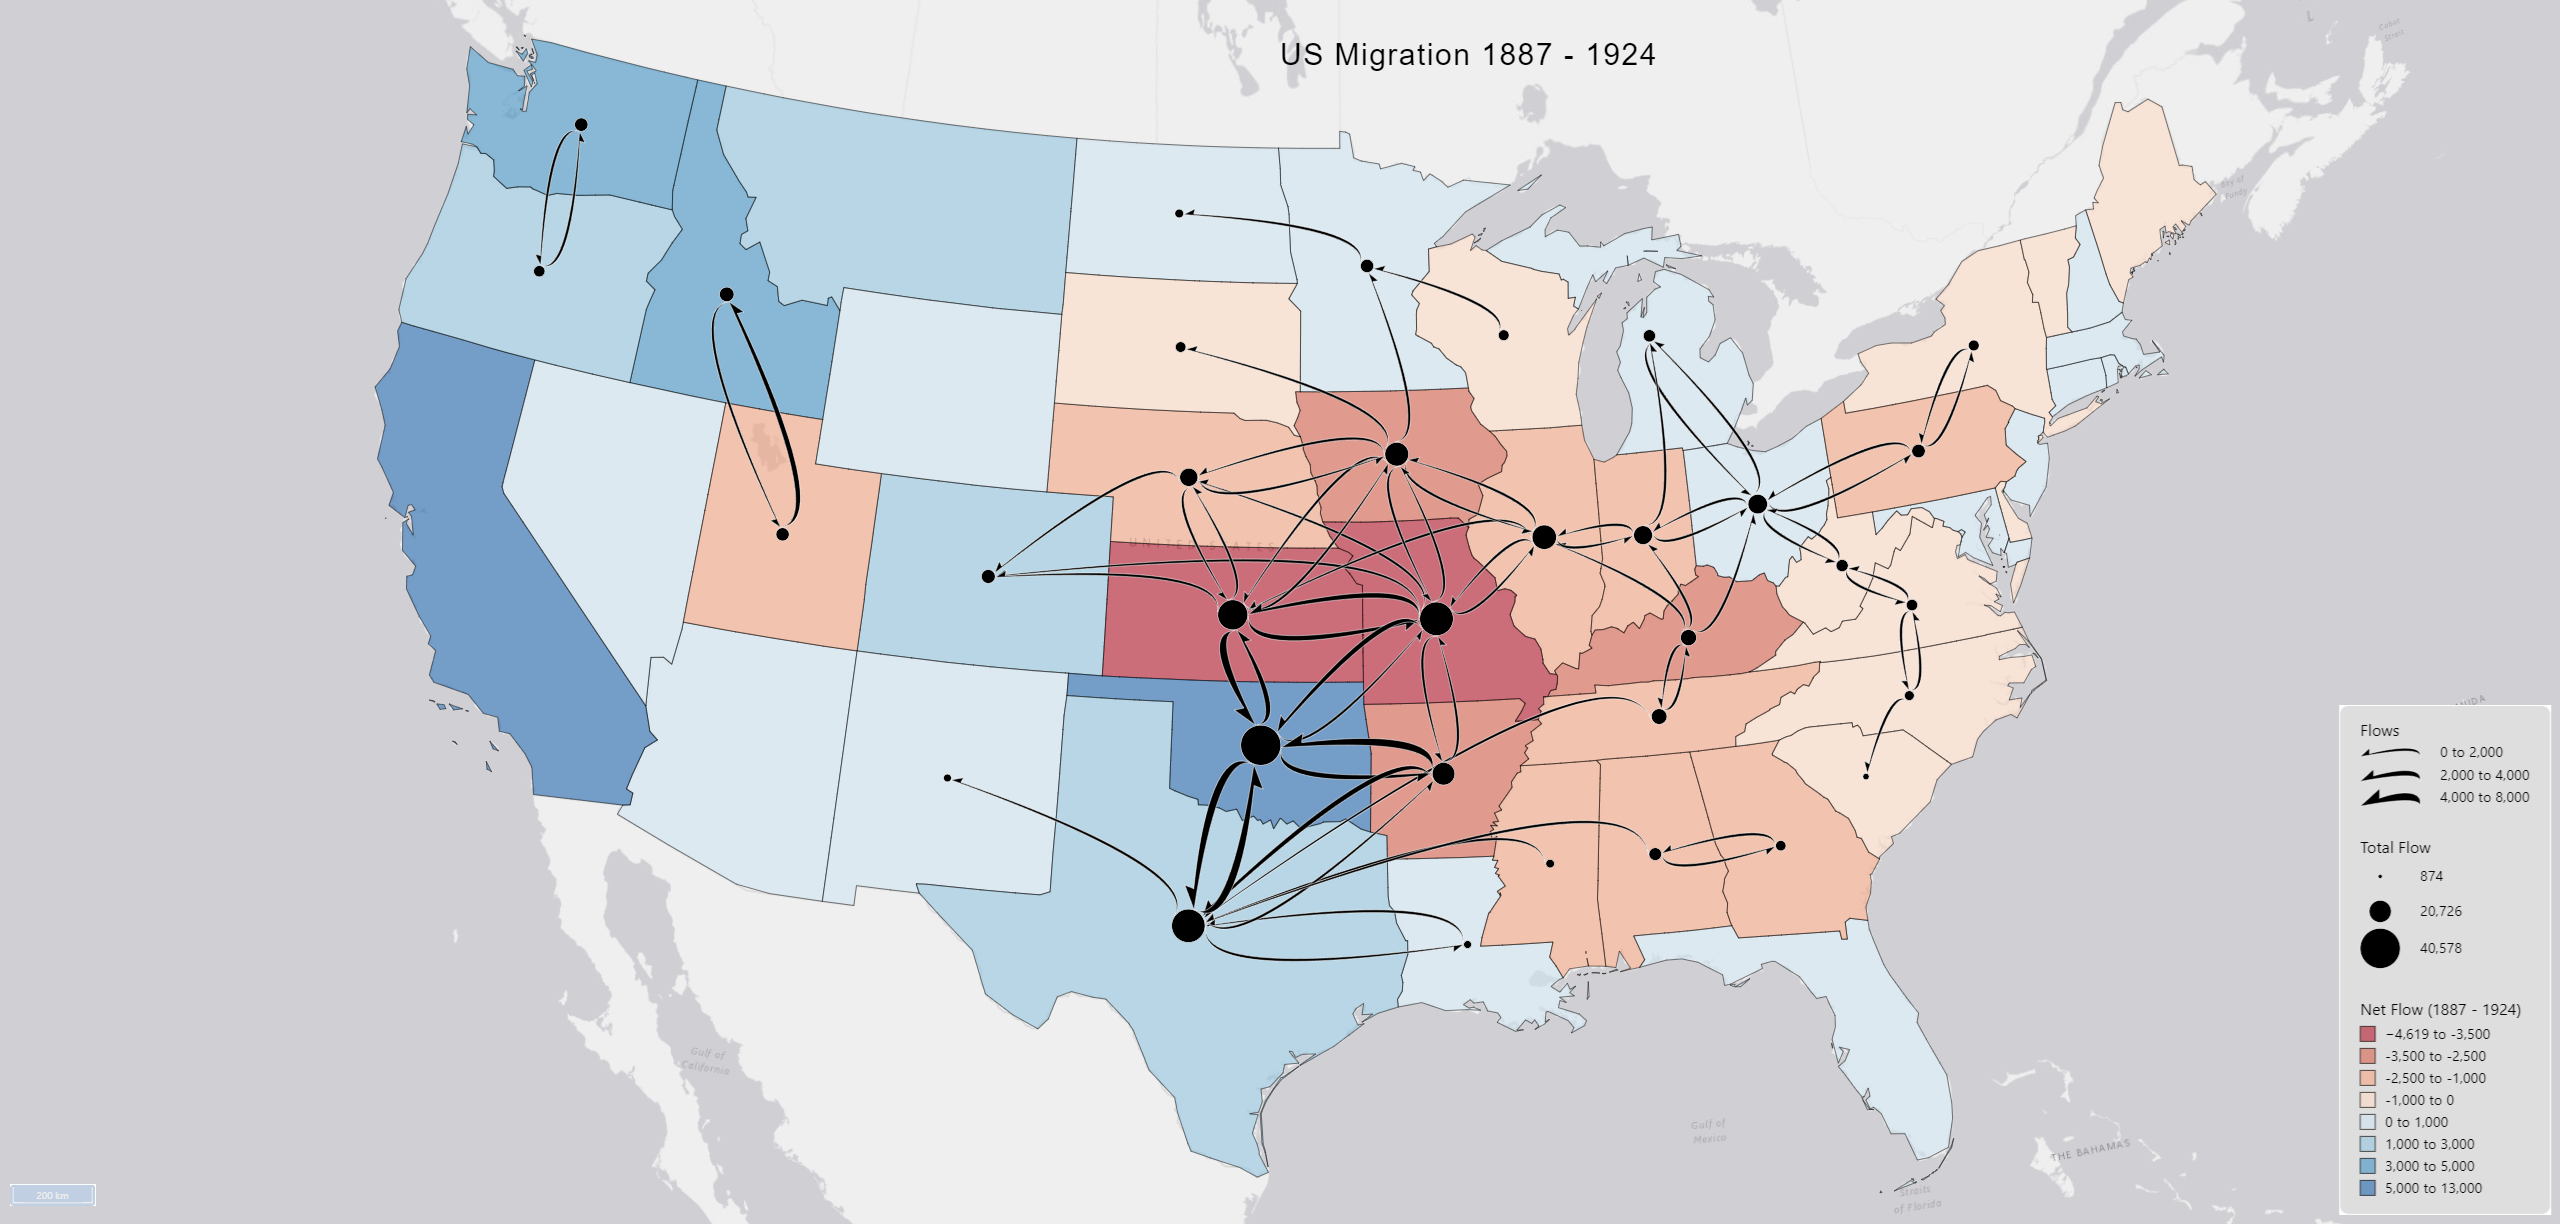 US Migration 1887 - 1924
Cabot
Strait
Bay of
Fundy
UNITED STATES
Flows
0 to 2,000
2,000 to 4,000
4,000 to 8,000
Total Flow
874
20,726
40,578
Net Flow (1887 - 1924)
−4,619 to -3,500
-3,500 to -2,500
-2,500 to -1,000
-1,000 to 0
0 to 1,000
1,000 to 3,000
3,000 to 5,000
5,000 to 13,000
Gulf of
California
Gulf of
Mexico
THE BAHAMAS
Straits
of Florida
200 km